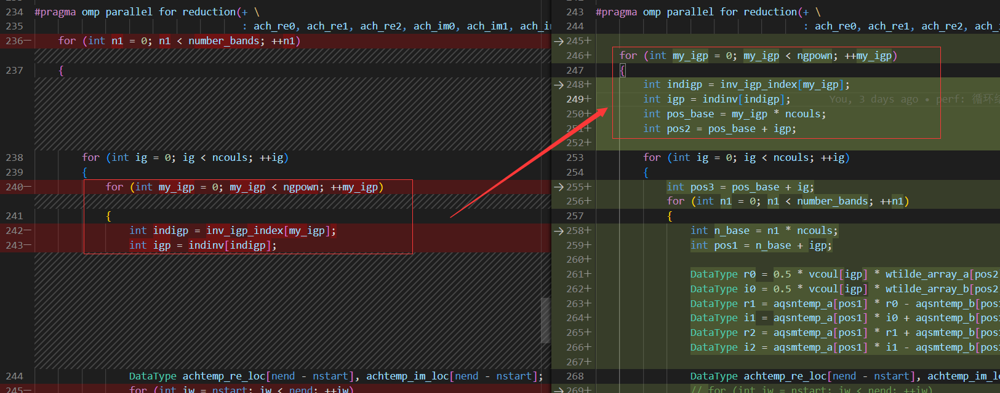 234 #pragma omp parallel for reduction(+ \
235 : ach_re0, ach_re1, ach_re2, ach_im0, ach_im1,
236— for (int n1 = 0; n1 < number_bands; ++n1)
237 {
238 for (int ig = 0; ig < ncouls; ++ig)
239 {
240— for (int my_igp = 0; my_igp < ngpown; ++my_igp)
241 {
242— int indigp = inv_igp_index[my_igp];
243— int igp = indinv[indigp];
244 DataType achtemp_re_loc[nend - nstart], achtemp_im_loc[nend - nstart];
245— for (int iw = nstart; iw < nend; ++iw)
243 #pragma omp parallel for reduction(+ \
244 : ach_re0, ach_re1, ach_re2,
→245+
246+ for (int my_igp = 0; my_igp < ngpown; ++my_igp)
247 {
→248+ int indigp = inv_igp_index[my_igp];
249+ int igp = indinv[indigp]; You, 3 days ago • perf:
250+ int pos_base = my_igp * ncouls;
251+ int pos2 = pos_base + igp;
252+
253 for (int ig = 0; ig < ncouls; ++ig)
254 {
→255+ int pos3 = pos_base + ig;
256+ for (int n1 = 0; n1 < number_bands; ++n1)
257 {
→258+ int n_base = n1 * ncouls;
259+ int pos1 = n_base + igp;
260+
261+ DataType r0 = 0.5 * vcoul[igp] * wtilde_array_a[pos2
262+ DataType i0 = 0.5 * vcoul[igp] * wtilde_array_b[pos2
263+ DataType r1 = aqsntemp_a[pos1] * r0 - aqsntemp_b[pos
264+ DataType i1 = aqsntemp_a[pos1] * i0 + aqsntemp_b[pos
265+ DataType r2 = aqsmtemp_a[pos1] * r1 + aqsmtemp_b[pos
266+ DataType i2 = aqsmtemp_a[pos1] * i1 - aqsmtemp_b[pos
267+
268 DataType achtemp_re_loc[nend - nstart], achtemp_im_lo
→269+ // for (int iw = nstart; iw < nend; ++iw)